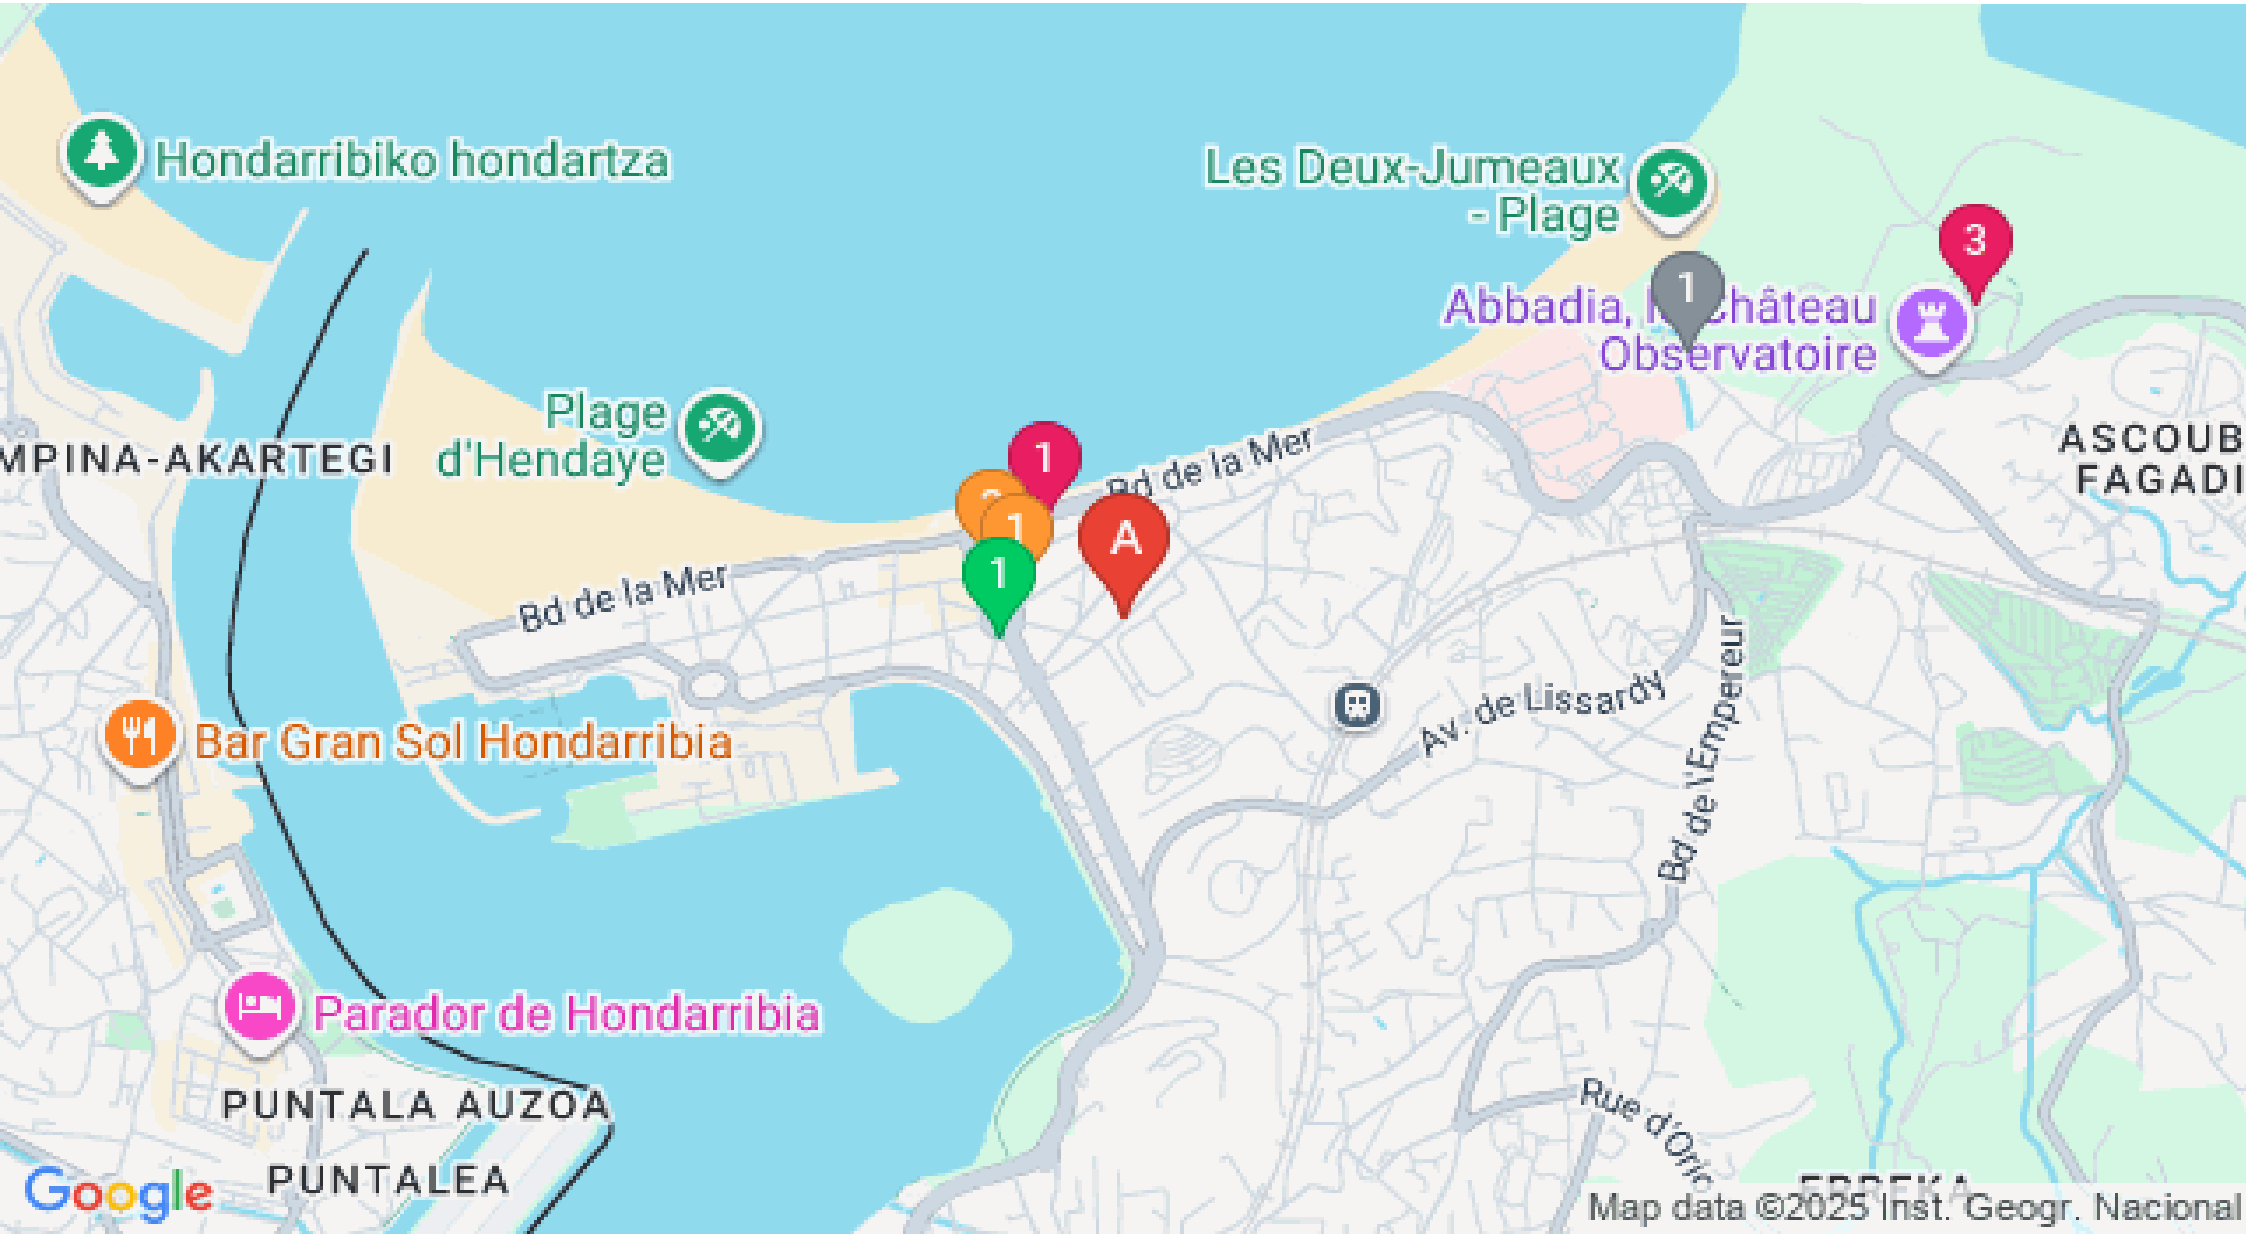 Hondarribiko hondartza
Les Deux-Jumeaux
- Plage
3
1
Abbadia,
château
Observatoire
Plage
d'Hendaye
MPINA-AKARTEGI
ASCOUB
FAGADI
1
Bd de la Mer
1
A
1
Bd de la Mer
Av. de Lissardy
Bd de l'Empereur
Bar Gran Sol Hondarribia
Parador de Hondarribia
PUNTALA AUZOA
PUNTALEA
Rue d'Oric
Google
Map data ©2025 Inst. Geogr. Nacional